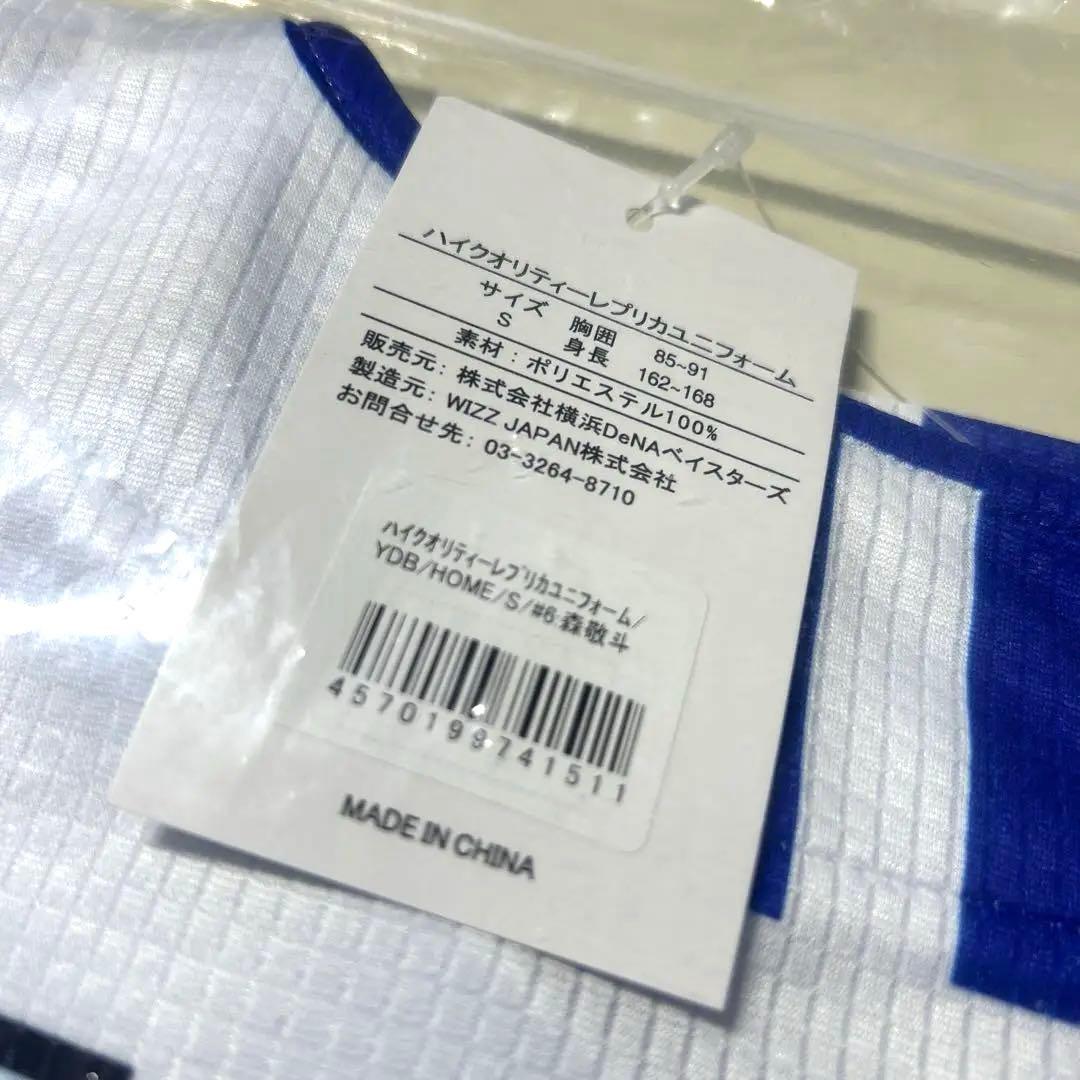 ハイクオリティーレプリカユニフォーム
サイズ 胸囲 85~91
S 身長 162~168
素材：ポリエステル100%
販売元：株式会社横浜DeNAベイスターズ
製造元：WIZZ JAPAN株式会社
お問合せ先：03-3264-8710
ﾊｲｸｵﾘﾃｨｰﾚﾌﾟﾘｶﾕﾆﾌｫｰﾑ/
YDB/HOME/S/#6 森敬斗
4570199741511
MADE IN CHINA